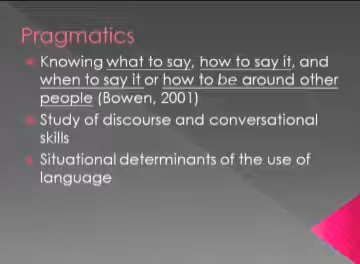 Pragmatics
Knowing what to say, how to say it, and
when to say it or how to be around other
people (Bowen, 2001)
Study of discourse and conversational
skills
Situational determinants of the use of
language